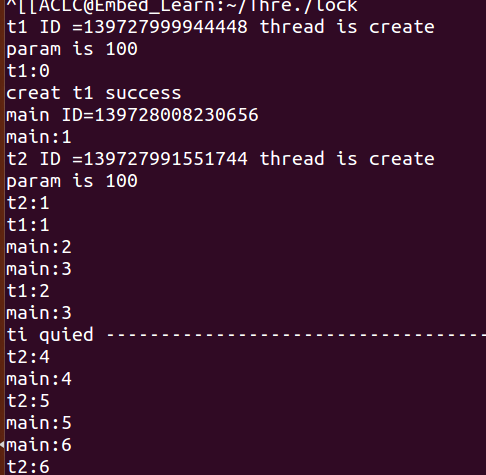 ^[[ACLC@Embed_Learn:~/Thre./lock
t1 ID =139727999944448 thread is create
param is 100
t1:0
creat t1 success
main ID=139728008230656
main:1
t2 ID =139727991551744 thread is create
param is 100
t2:1
t1:1
main:2
main:3
t1:2
main:3
ti quied -----------------------------------
t2:4
main:4
t2:5
main:5
main:6
t2:6